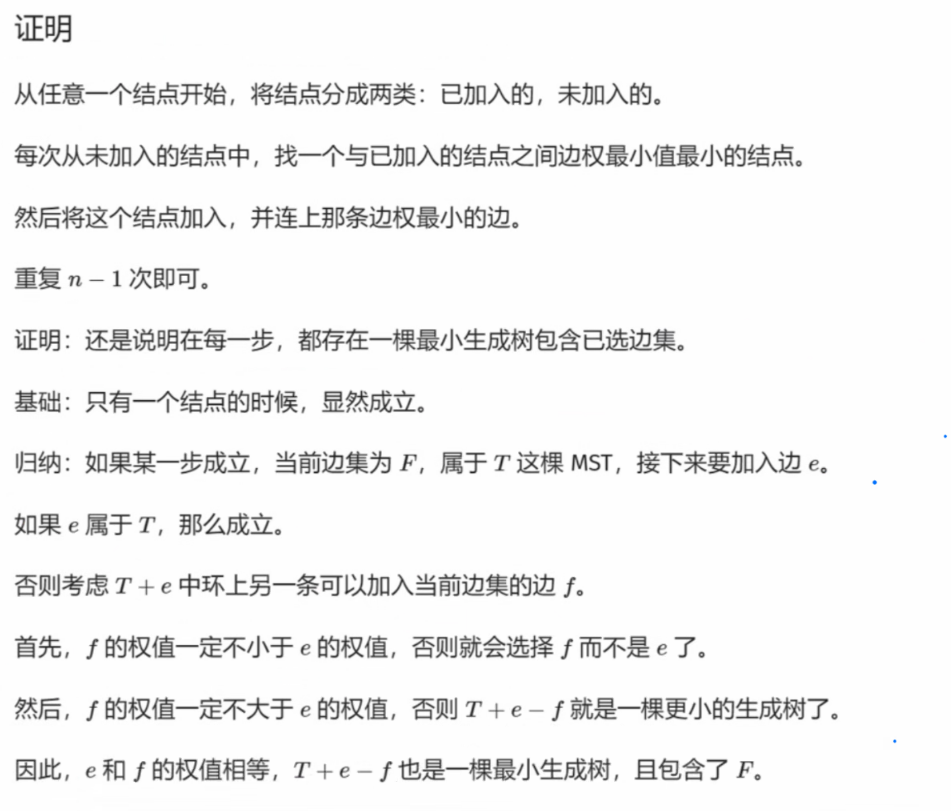 证明
从任意一个结点开始，将结点分成两类：已加入的，未加入的。
每次从未加入的结点中，找一个与已加入的结点之间边权最小值最小的结点。
然后将这个结点加入，并连上那条边权最小的边。
重复 n − 1 次即可。
证明：还是说明在每一步，都存在一棵最小生成树包含已选边集。
基础：只有一个结点的时候，显然成立。
归纳：如果某一步成立，当前边集为 F，属于 T 这棵 MST，接下来要加入边 e。
如果 e 属于 T，那么成立。
否则考虑 T + e 中环上另一条可以加入当前边集的边 f。
首先，f 的权值一定不小于 e 的权值，否则就会选择 f 而不是 e 了。
然后，f 的权值一定不大于 e 的权值，否则 T + e − f 就是一棵更小的生成树了。
因此，e 和 f 的权值相等，T + e − f 也是一棵最小生成树，且包含了 F。